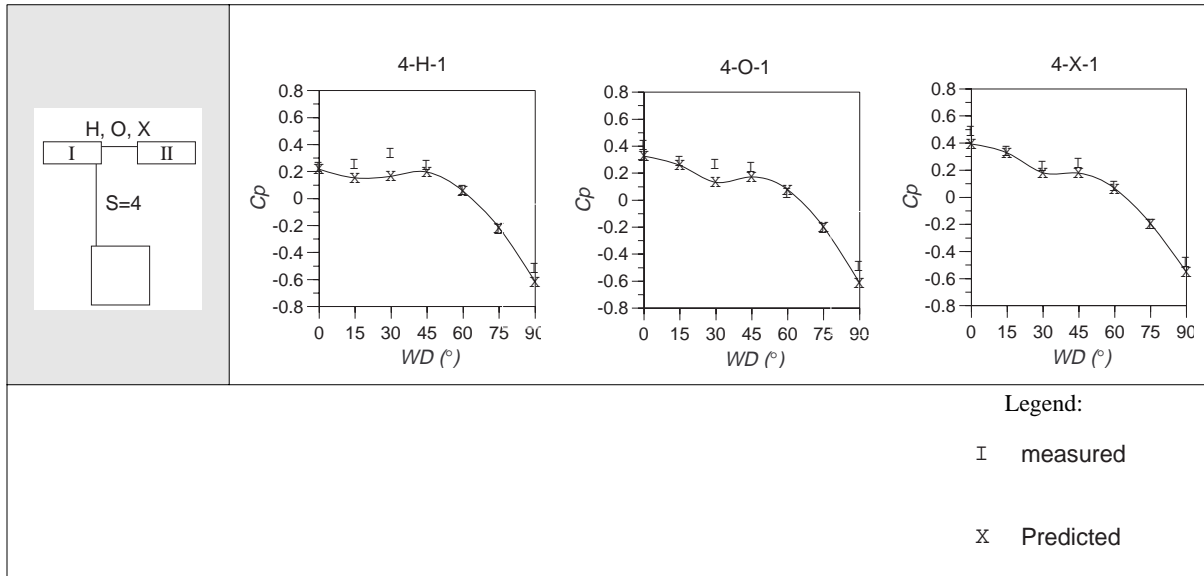 H, O, X
I II
S=4
4-H-1
0.8
0.6
0.4
0.2
0
-0.2
-0.4
-0.6
-0.8
Cp
0 15 30 45 60 75 90
WD (°)
4-O-1
0.8
0.6
0.4
0.2
0
-0.2
-0.4
-0.6
-0.8
Cp
0 15 30 45 60 75 90
WD (°)
4-X-1
0.8
0.6
0.4
0.2
0
-0.2
-0.4
-0.6
-0.8
Cp
0 15 30 45 60 75 90
WD (°)
Legend:
I measured
X Predicted